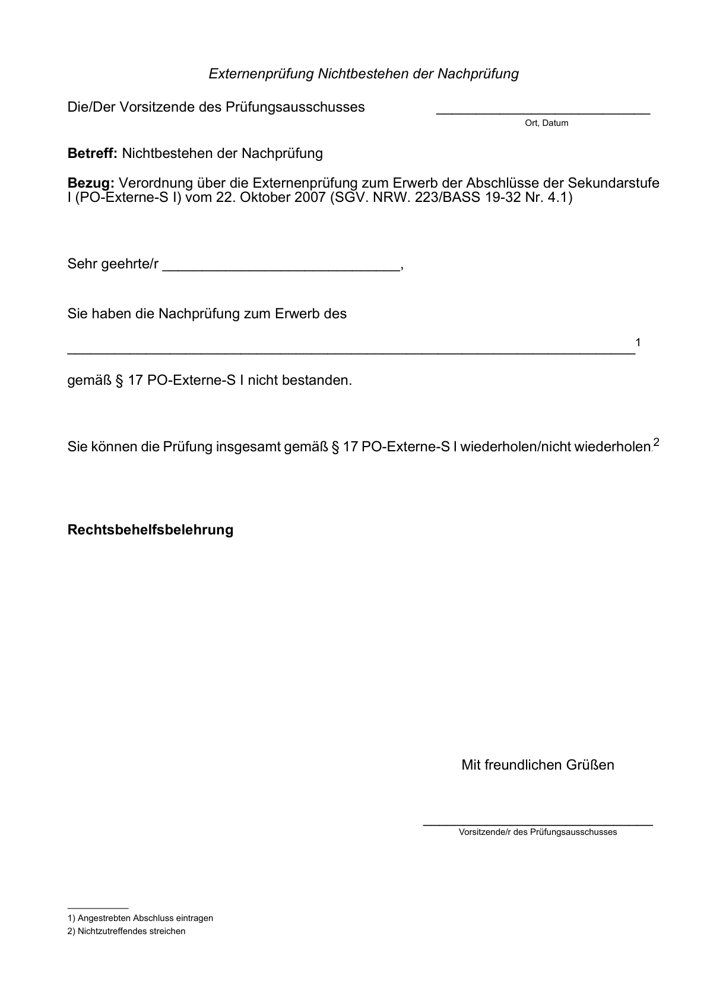 Externenprüfung Nichtbestehen der Nachprüfung
Die/Der Vorsitzende des Prüfungsausschusses ___________________________
Ort, Datum
Betreff: Nichtbestehen der Nachprüfung
Bezug: Verordnung über die Externenprüfung zum Erwerb der Abschlüsse der Sekundarstufe
I (PO-Externe-S I) vom 22. Oktober 2007 (SGV. NRW. 223/BASS 19-32 Nr. 4.1)
Sehr geehrte/r ______________________________,
Sie haben die Nachprüfung zum Erwerb des
________________________________________________________________________1
gemäß § 17 PO-Externe-S I nicht bestanden.
Sie können die Prüfung insgesamt gemäß § 17 PO-Externe-S I wiederholen/nicht wiederholen.2
Rechtsbehelfsbelehrung
Mit freundlichen Grüßen
_____________________________
Vorsitzende/r des Prüfungsausschusses
1) Angestrebten Abschluss eintragen
2) Nichtzutreffendes streichen